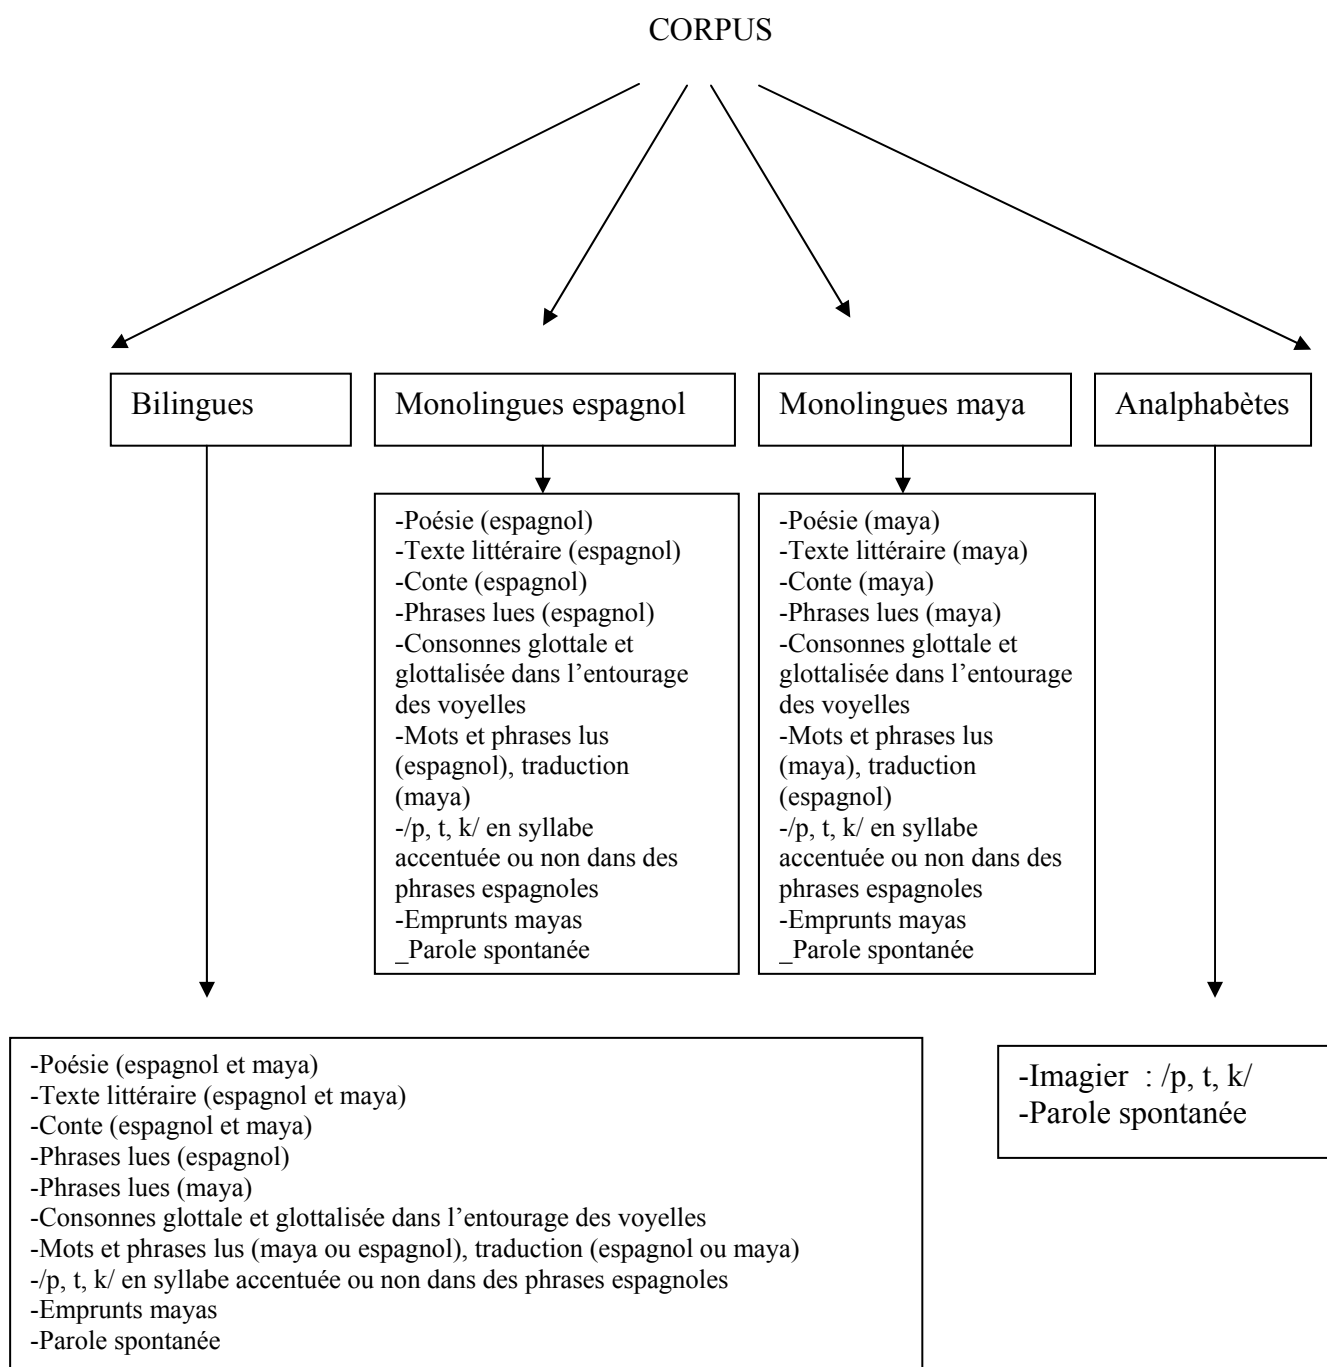 CORPUS
Bilingues
Monolingues espagnol
Monolingues maya
Analphabètes
-Poésie (espagnol)
-Texte littéraire (espagnol)
-Conte (espagnol)
-Phrases lues (espagnol)
-Consonnes glottale et
glottalisée dans l’entourage
des voyelles
-Mots et phrases lus
(espagnol), traduction
(maya)
-/p, t, k/ en syllabe
accentuée ou non dans des
phrases espagnoles
-Emprunts mayas
_Parole spontanée
-Poésie (maya)
-Texte littéraire (maya)
-Conte (maya)
-Phrases lues (maya)
-Consonnes glottale et
glottalisée dans l’entourage
des voyelles
-Mots et phrases lus
(maya), traduction
(espagnol)
-/p, t, k/ en syllabe
accentuée ou non dans des
phrases espagnoles
-Emprunts mayas
_Parole spontanée
-Poésie (espagnol et maya)
-Texte littéraire (espagnol et maya)
-Conte (espagnol et maya)
-Phrases lues (espagnol)
-Phrases lues (maya)
-Consonnes glottale et glottalisée dans l’entourage des voyelles
-Mots et phrases lus (maya ou espagnol), traduction (espagnol ou maya)
-/p, t, k/ en syllabe accentuée ou non dans des phrases espagnoles
-Emprunts mayas
-Parole spontanée
-Imagier  : /p, t, k/
-Parole spontanée